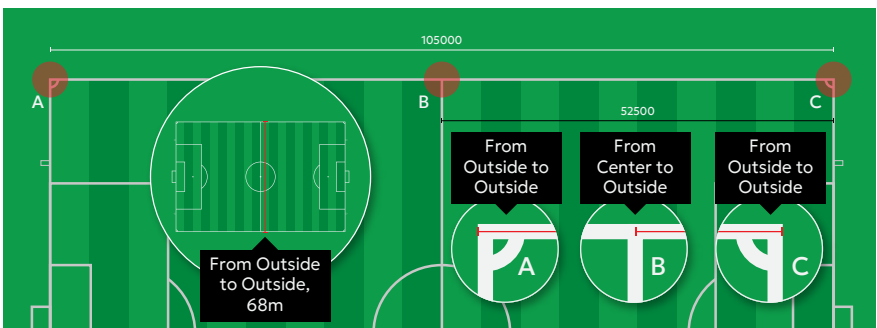 105000
A
B
C
52500
From
Outside to
Outside
From
Center to
Outside
From
Outside to
Outside
From Outside
to Outside,
68m
A
B
C